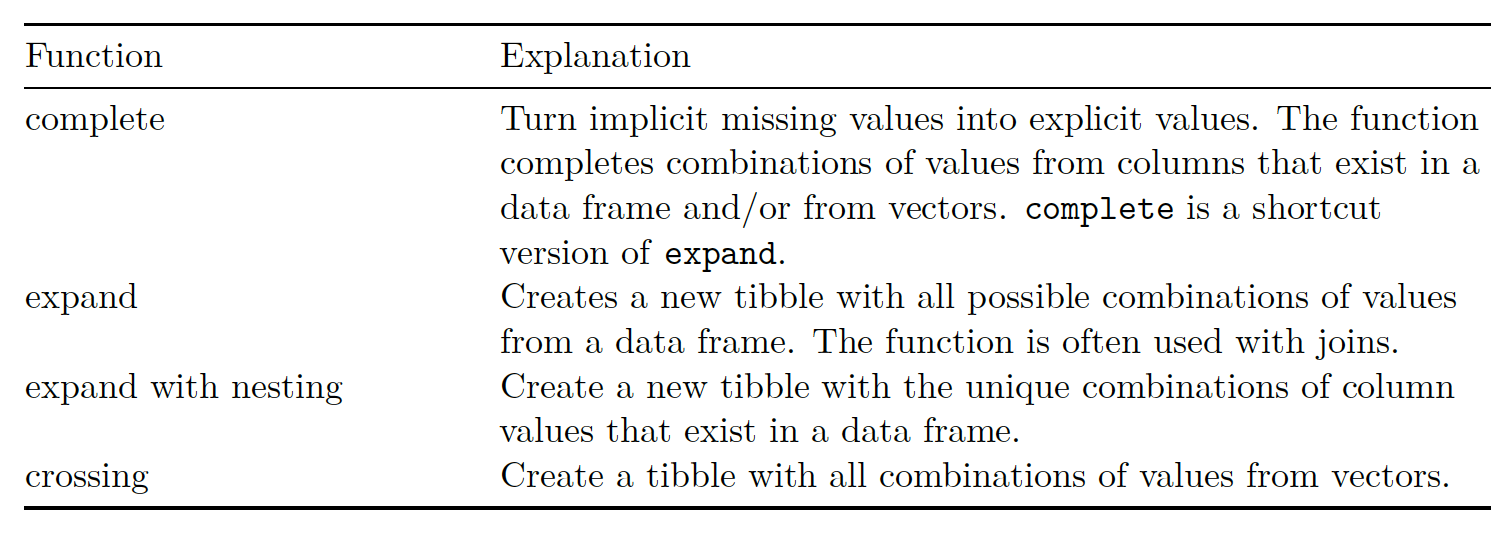 Function Explanation
complete Turn implicit missing values into explicit values. The function
completes combinations of values from columns that exist in a
data frame and/or from vectors. complete is a shortcut
version of expand.
expand Creates a new tibble with all possible combinations of values
from a data frame. The function is often used with joins.
expand with nesting Create a new tibble with the unique combinations of column
values that exist in a data frame.
crossing Create a tibble with all combinations of values from vectors.